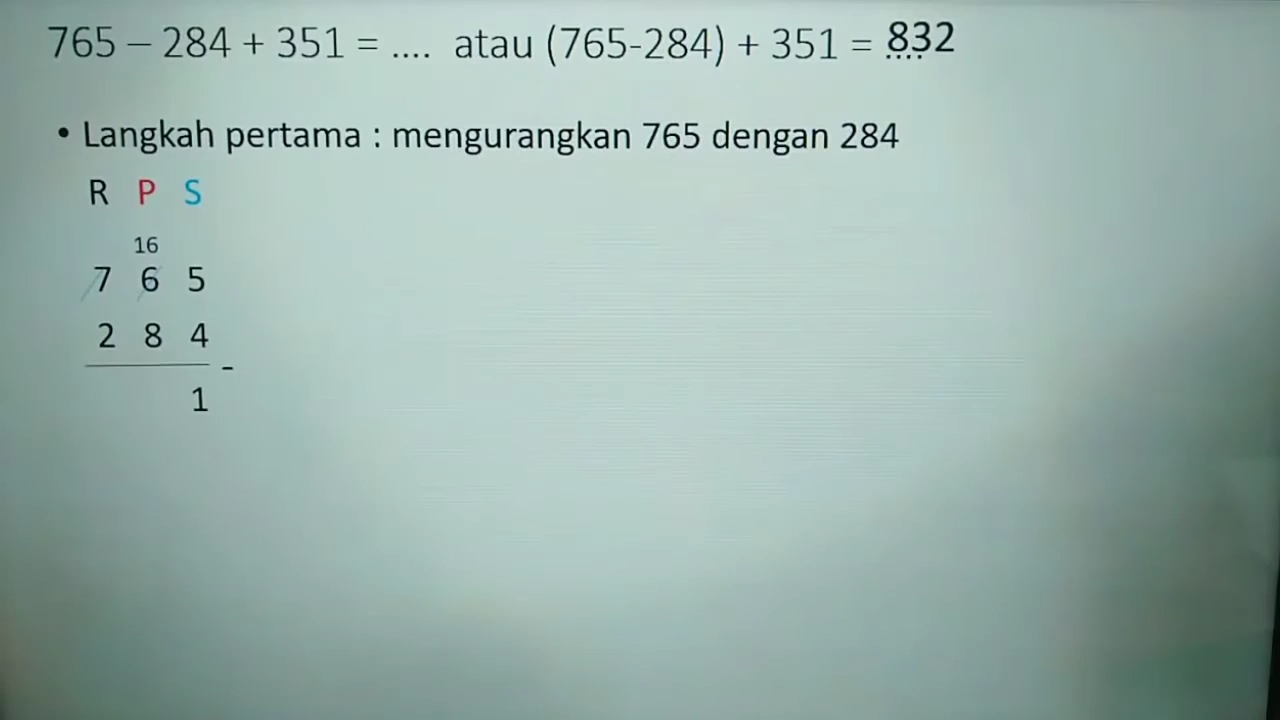 765 – 284 + 351 = .... atau (765-284) + 351 = 832
• Langkah pertama : mengurangkan 765 dengan 284
R P S
16
7 6 5
2 8 4
-
1